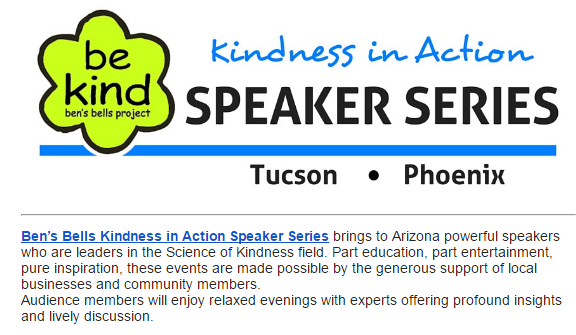 be
kind
ben's bells project
Kindness in Action
SPEAKER SERIES
Tucson • Phoenix
Ben's Bells Kindness in Action Speaker Series brings to Arizona powerful speakers
who are leaders in the Science of Kindness field. Part education, part entertainment,
pure inspiration, these events are made possible by the generous support of local
businesses and community members.
Audience members will enjoy relaxed evenings with experts offering profound insights
and lively discussion.